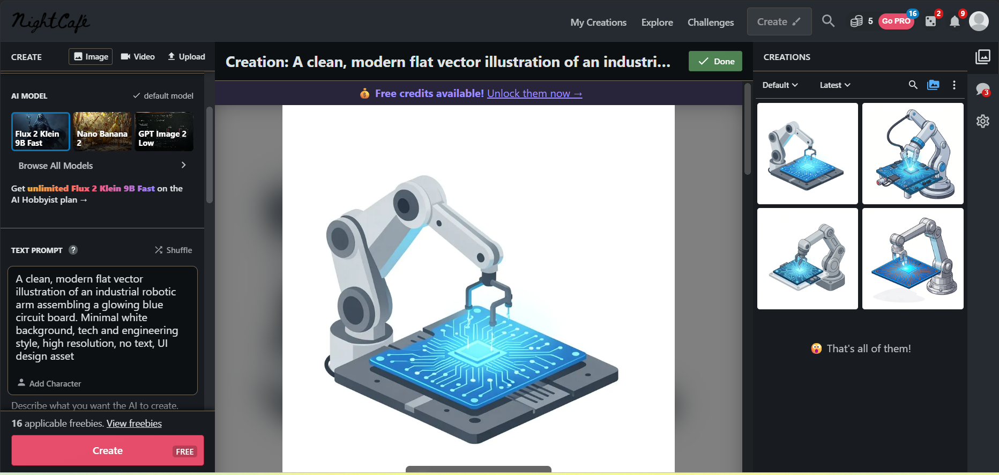 NightCafé
My Creations
Explore
Challenges
Create
5
Go PRO
16
2
9
CREATE
Image
Video
Upload
AI MODEL
default model
Flux 2 Klein
9B Fast
Nano Banana
2
GPT Image 2
Low
Browse All Models
Get unlimited Flux 2 Klein 9B Fast on the
AI Hobbyist plan →
TEXT PROMPT ?
Shuffle
A clean, modern flat vector
illustration of an industrial robotic
arm assembling a glowing blue
circuit board. Minimal white
background, tech and engineering
style, high resolution, no text, UI
design asset
Add Character
Describe what you want the AI to create.
16 applicable freebies. View freebies
Create
FREE
Creation: A clean, modern flat vector illustration of an industri...
Done
💰 Free credits available! Unlock them now →
CREATIONS
Default
Latest
😲 That's all of them!
3